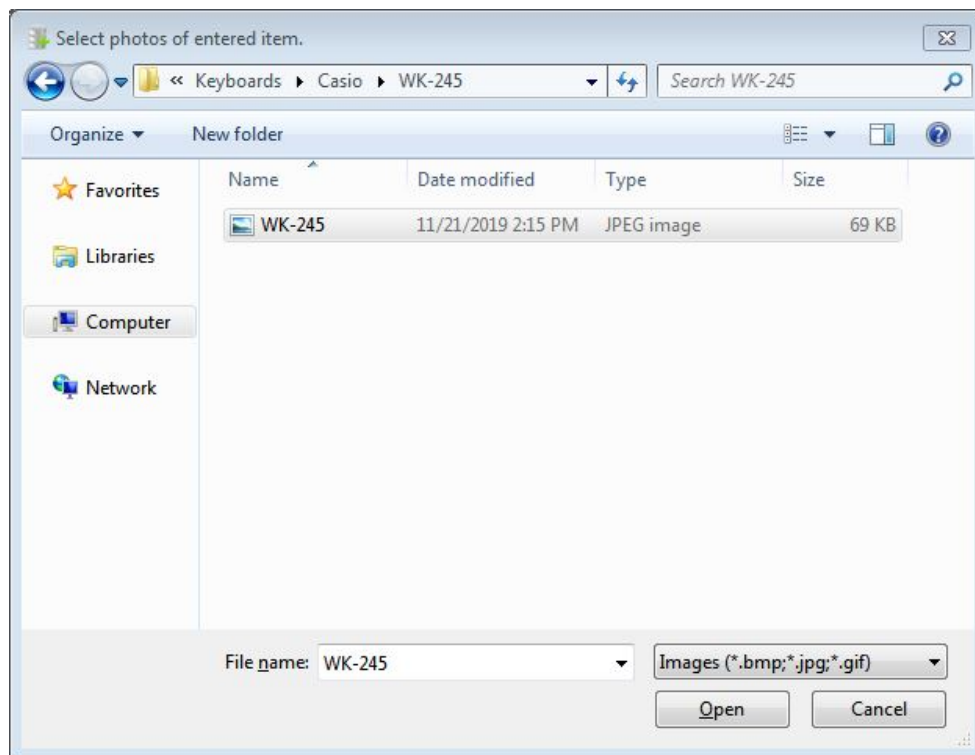 Select photos of entered item.
« Keyboards Casio WK-245 Search WK-245
Organize New folder
Name Date modified Type Size
WK-245 11/21/2019 2:15 PM JPEG image 69 KB
Favorites
Libraries
Computer
Network
File name: WK-245 Images (*.bmp;*.jpg;*.gif)
Open Cancel